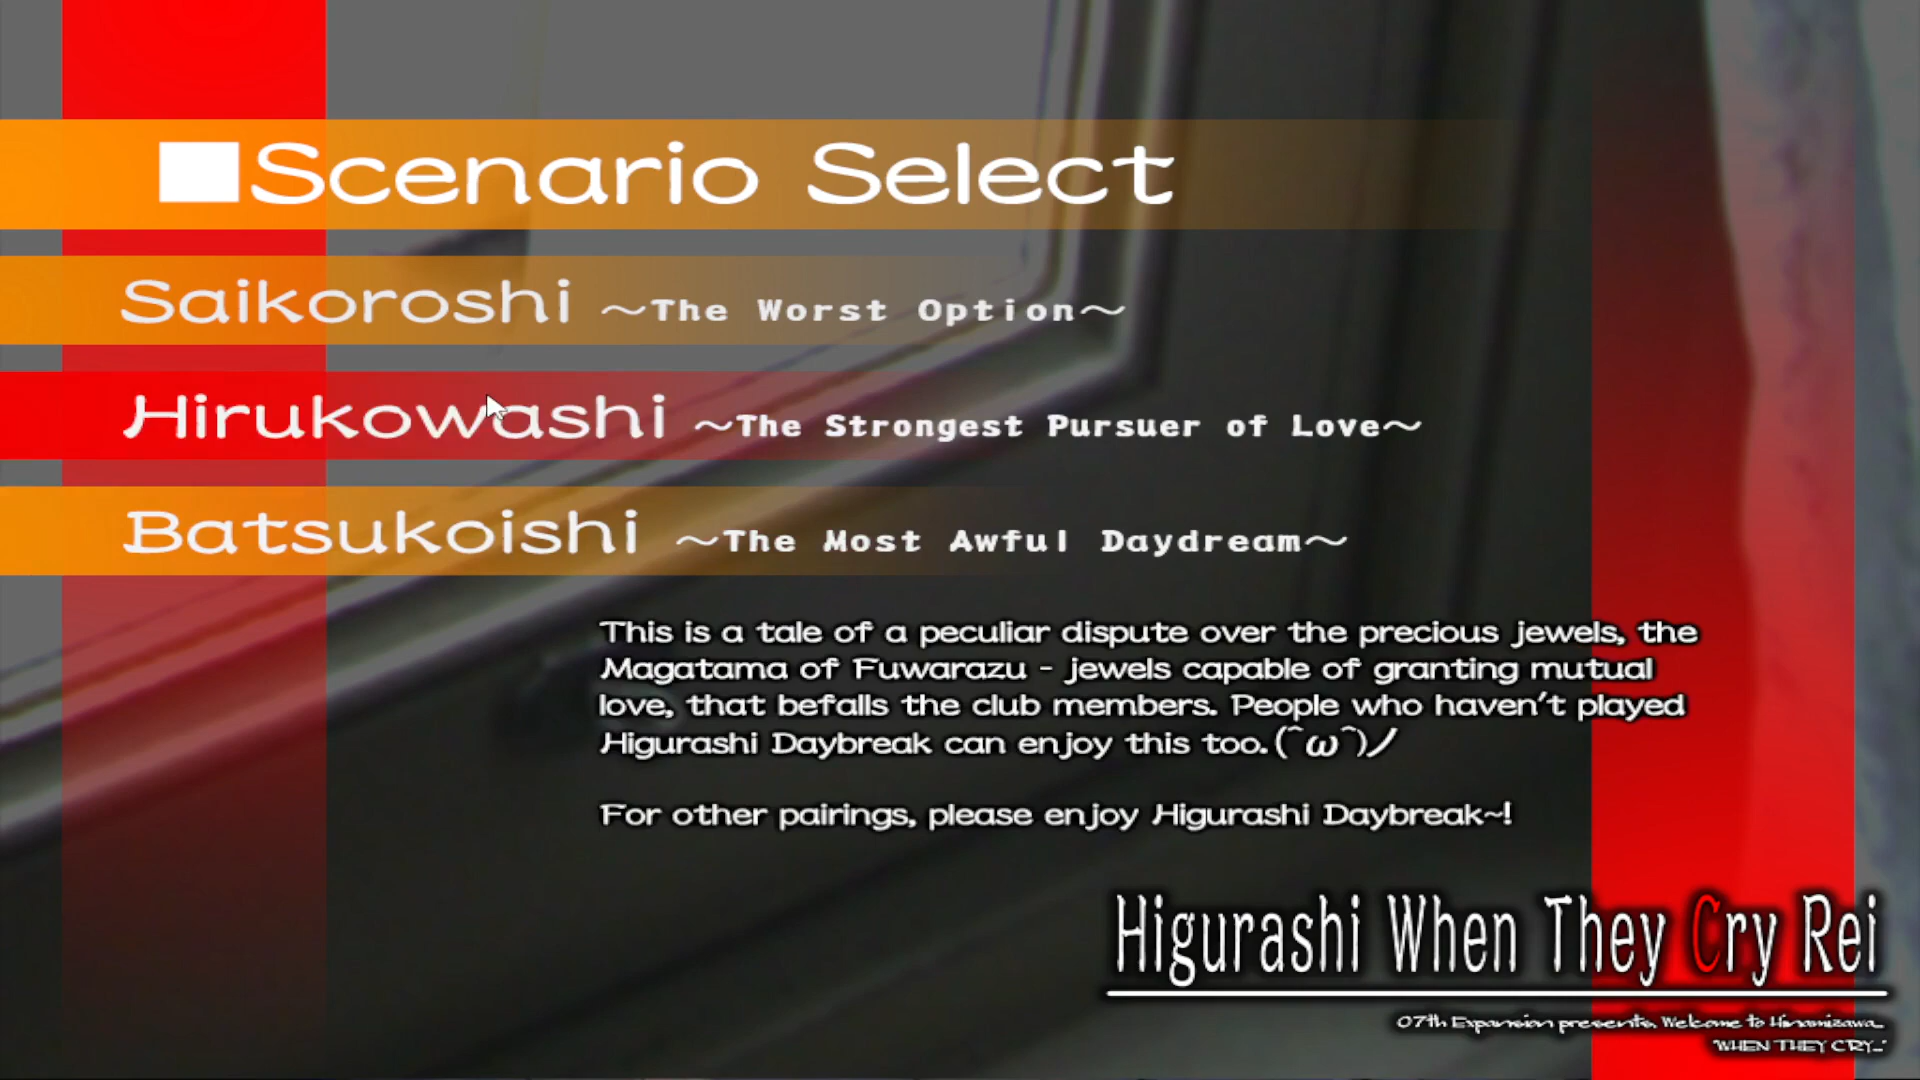 ■Scenario Select
Saikoroshi ～The Worst Option～
Hirukowashi ～The Strongest Pursuer of Love～
Batsukoishi ～The Most Awful Daydream～
This is a tale of a peculiar dispute over the precious jewels, the
Magatama of Fuwarazu - jewels capable of granting mutual
love, that befalls the club members. People who haven't played
Higurashi Daybreak can enjoy this too.(^ω^)ノ
For other pairings, please enjoy Higurashi Daybreak~!
Higurashi When They Cry Rei
07th Expansion presents. Welcome to Hinamizawa...
"WHEN THEY CRY..."